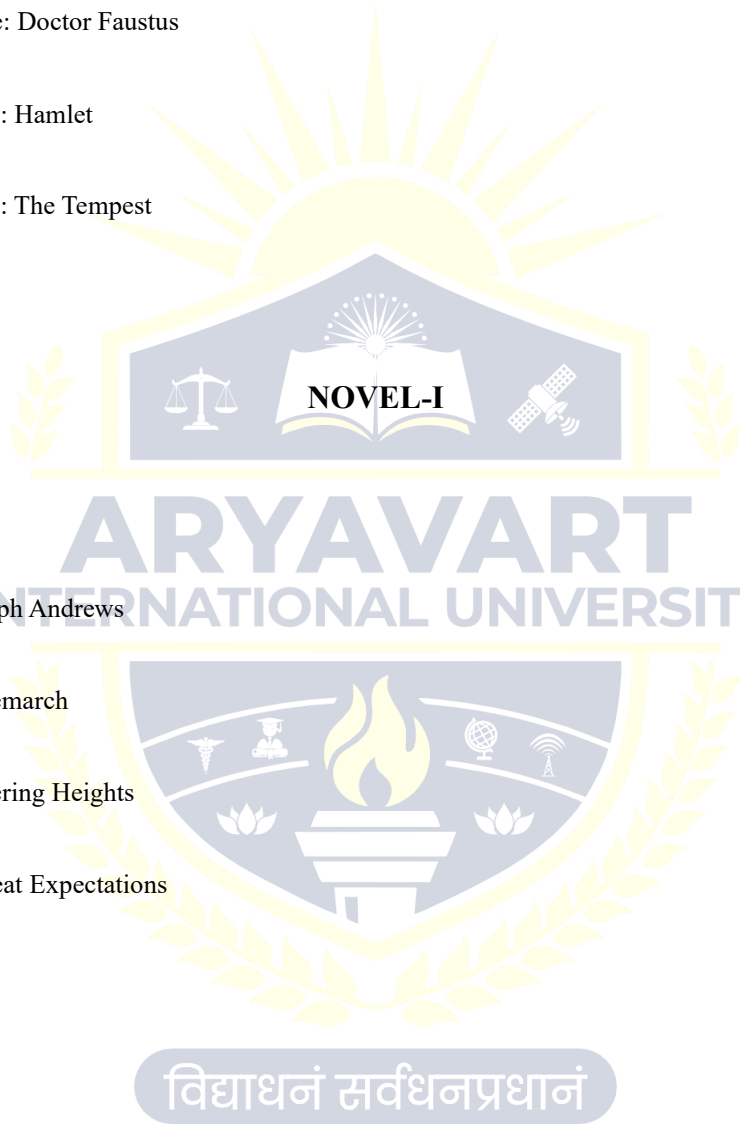 e: Doctor Faustus
: Hamlet
: The Tempest
NOVEL-I
ARYAVART
NTERNATIONAL UNIVERSIT
ph Andrews
emarch
ering Heights
eat Expectations
विद्याधनं सर्वधनप्रधानं